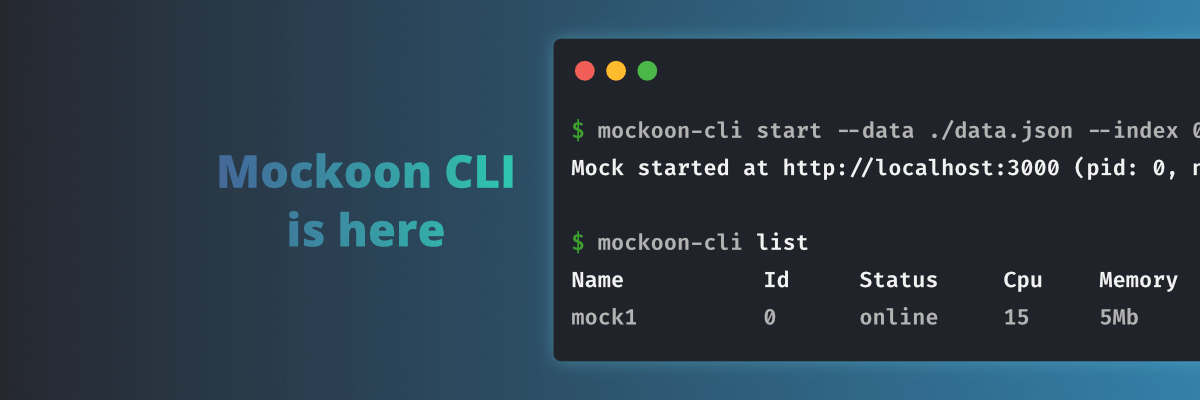 Mockoon CLI
is here
$ mockoon-cli start --data ./data.json --index
Mock started at http://localhost:3000 (pid: 0,
$ mockoon-cli list
Name Id Status Cpu Memory
mock1 0 online 15 5Mb